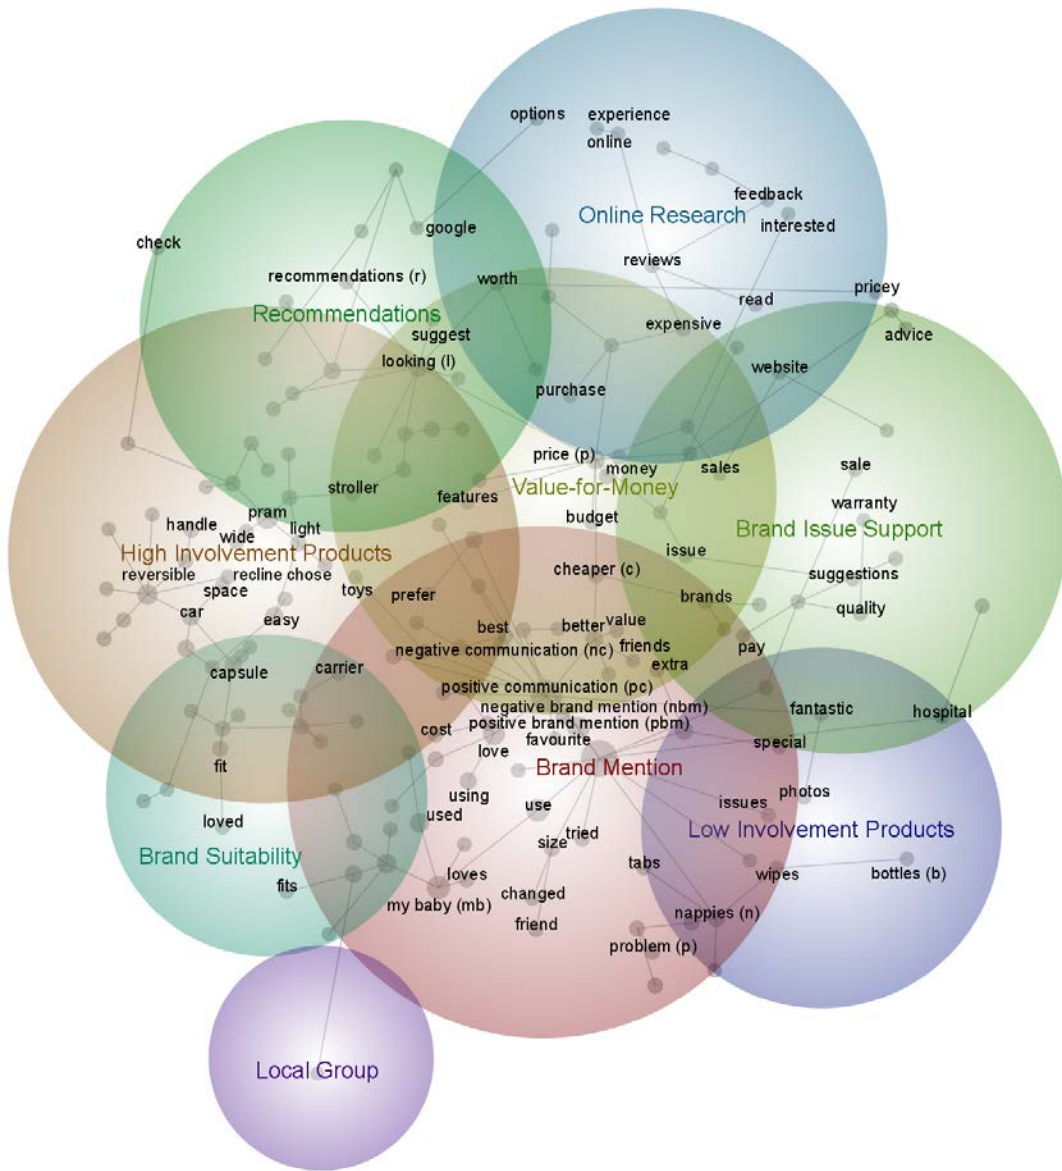 options
experience
online
feedback
Online Research
interested
google
check
reviews
recommendations (r)
worth
pricey
read
Recommendations
expensive
suggest
advice
looking (l)
website
purchase
price (p)
money
sales
sale
stroller
Value-for-Money
features
warranty
pram
budget
handle
wide
light
Brand Issue Support
High Involvement Products
issue
reversible
recline chose
cheaper (c)
suggestions
space
toys
prefer
brands
car
easy
quality
best
better
value
negative communication (nc)
friends
pay
capsule
carrier
extra
positive communication (pc)
negative brand mention (nbm)
fantastic
hospital
cost
positive brand mention (pbm)
favourite
special
love
fit
Brand Mention
photos
using
issues
use
loved
used
Low Involvement Products
tried
size
Brand Suitability
tabs
wipes
bottles (b)
loves
fits
my baby (mb)
changed
nappies (n)
friend
problem (p)
Local Group